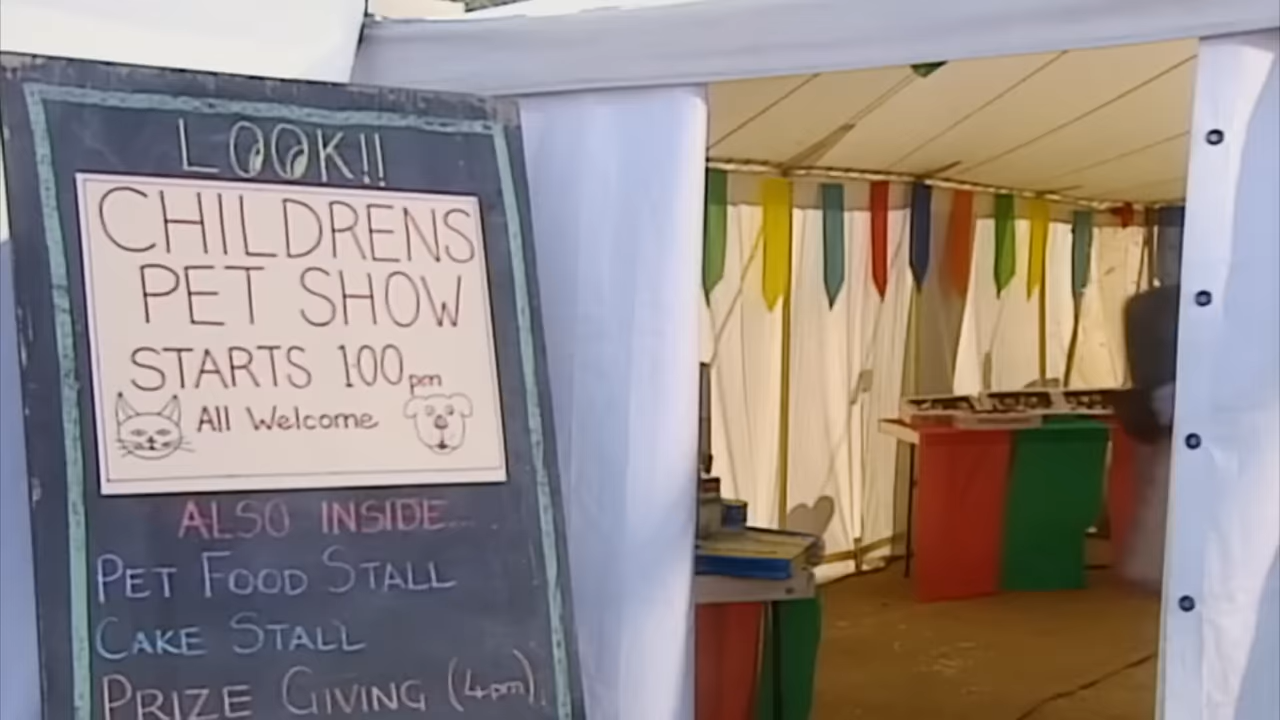 LOOK!!
CHILDRENS
PET SHOW
STARTS 1·00 pm
All Welcome
ALSO INSIDE...
PET FOOD STALL
CAKE STALL
PRIZE GIVING (4pm).